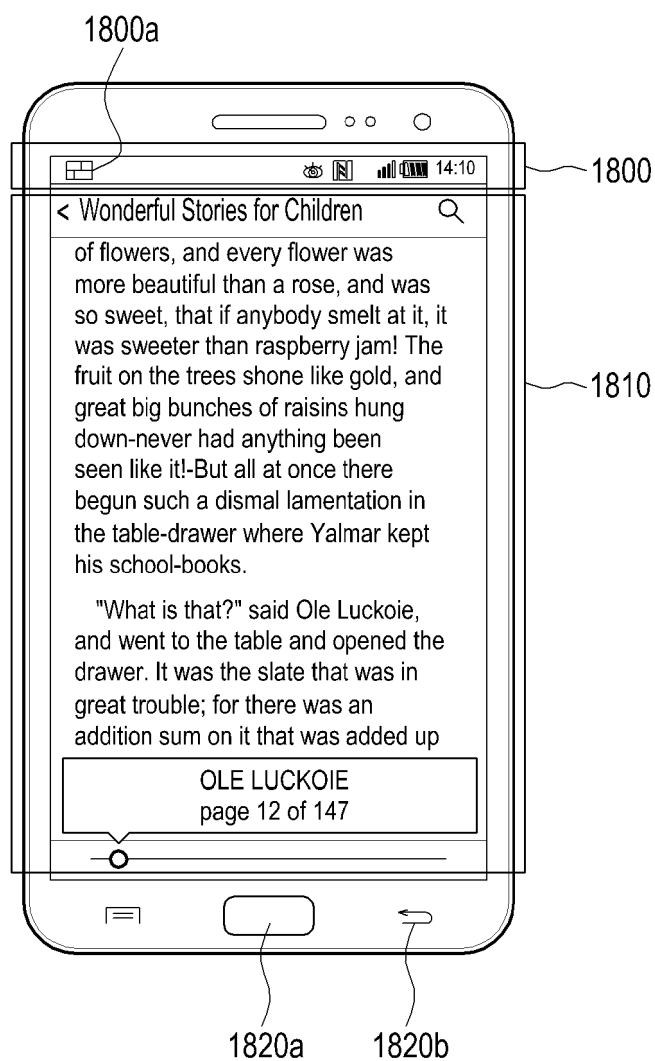 1800a
14:10
1800
< Wonderful Stories for Children
of flowers, and every flower was
more beautiful than a rose, and was
so sweet, that if anybody smelt at it, it
was sweeter than raspberry jam! The
fruit on the trees shone like gold, and
1810
great big bunches of raisins hung
down-never had anything been
seen like it!-But all at once there
begun such a dismal lamentation in
the table-drawer where Yalmar kept
his school-books.
"What is that?" said Ole Luckoie,
and went to the table and opened the
drawer. It was the slate that was in
great trouble; for there was an
addition sum on it that was added up
OLE LUCKOIE
page 12 of 147
1820a
1820b